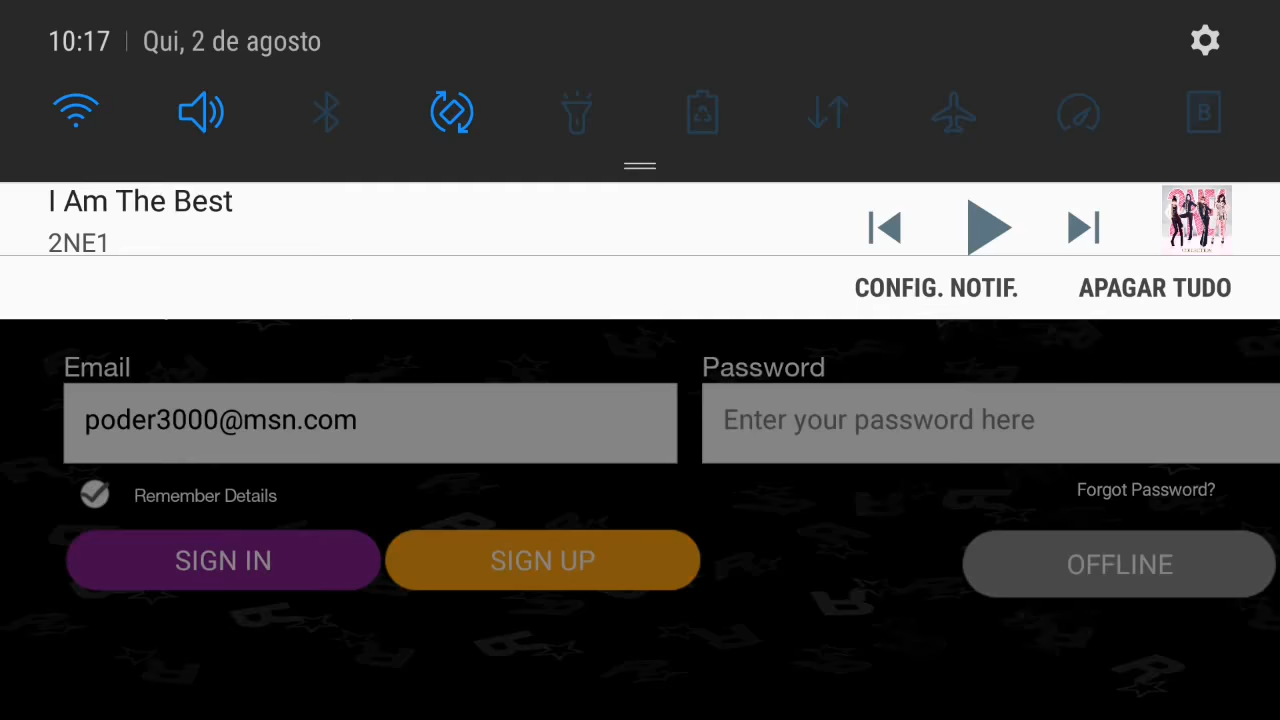 10:17 | Qui, 2 de agosto
B
I Am The Best
2NE1
CONFIG. NOTIF. APAGAR TUDO
Email Password
poder3000@msn.com Enter your password here
Remember Details Forgot Password?
SIGN IN SIGN UP OFFLINE